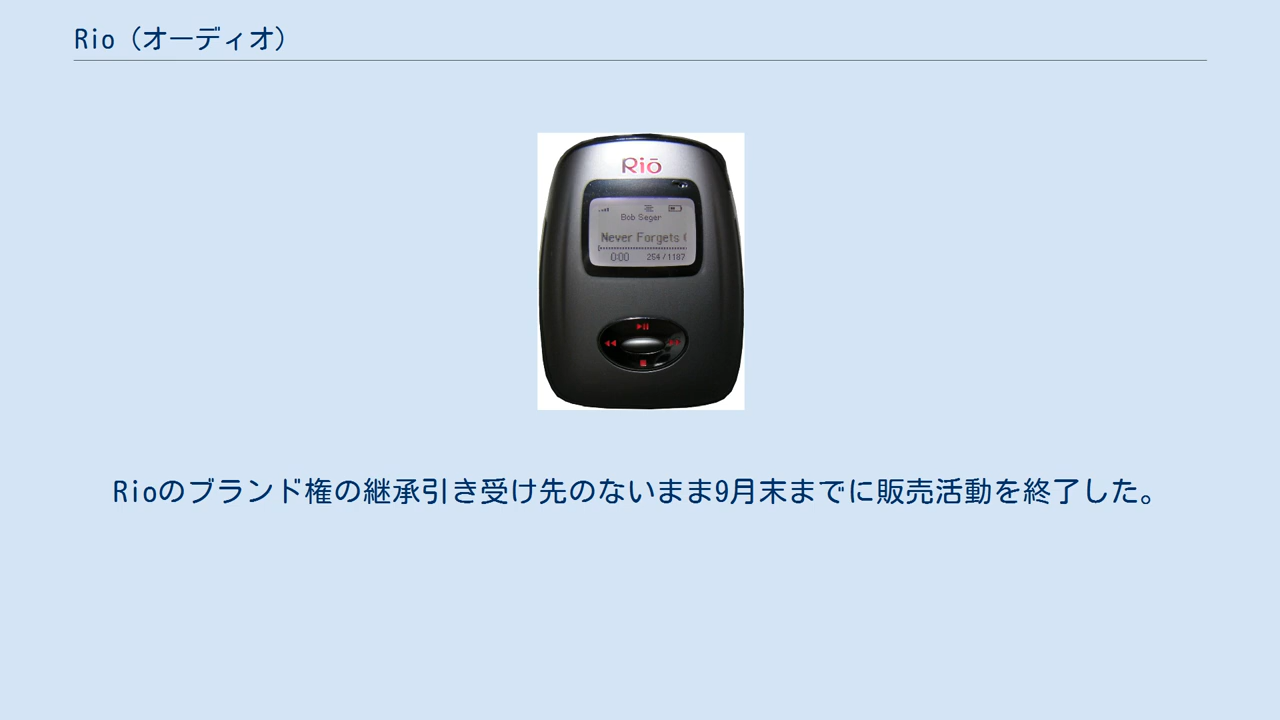 Rio（オーディオ）
Rio
Bob Seger
Never Forgets (
0:00 254/1187
Rioのブランド権の継承引き受け先のないまま9月末までに販売活動を終了した。